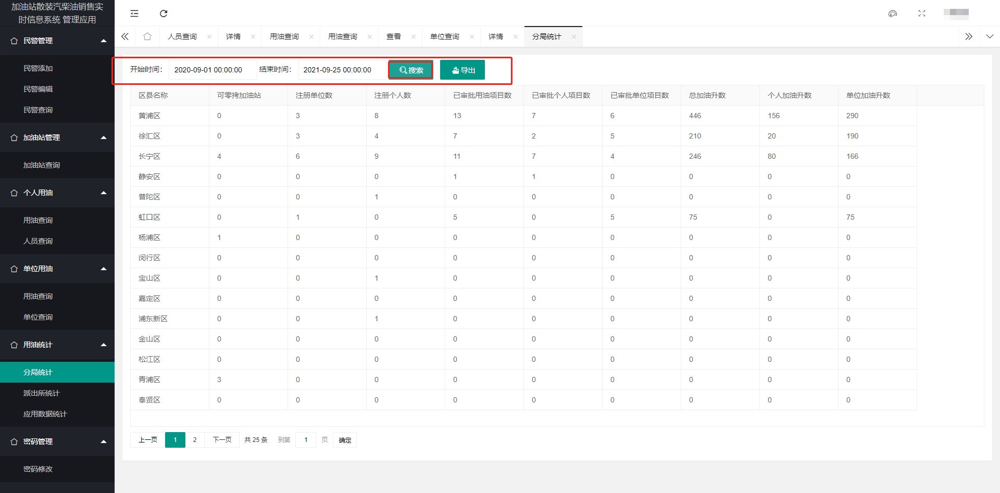 加油站散装汽柴油销售实
时信息系统 管理应用
民警管理
民警添加
民警编辑
民警查询
加油站管理
加油站查询
个人用油
用油查询
人员查询
单位用油
用油查询
单位查询
用油统计
分局统计
派出所统计
应用数据统计
密码管理
密码修改
人员查询 详情 用油查询 用油查询 查看 单位查询 详情 分局统计
开始时间： 2020-09-01 00:00:00 结束时间： 2021-09-25 00:00:00 搜索 导出
区县名称 可零拷加油站 注册单位数 注册个人数 已审批用油项目数 已审批个人项目数 已审批单位项目数 总加油升数 个人加油升数 单位加油升数
黄浦区 0 3 8 13 7 6 446 156 290
徐汇区 0 3 4 7 2 5 210 20 190
长宁区 4 6 9 11 7 4 246 80 166
静安区 0 0 0 1 1 0 0 0 0
普陀区 0 0 1 0 0 0 0 0 0
虹口区 0 1 0 5 0 5 75 0 75
杨浦区 1 0 0 0 0 0 0 0 0
闵行区 0 0 0 0 0 0 0 0 0
宝山区 0 0 1 0 0 0 0 0 0
嘉定区 0 0 0 0 0 0 0 0 0
浦东新区 0 0 1 0 0 0 0 0 0
金山区 0 0 0 0 0 0 0 0 0
松江区 0 0 0 0 0 0 0 0 0
青浦区 3 0 0 0 0 0 0 0 0
奉贤区 0 0 0 0 0 0 0 0 0
上一页 1 2 下一页 共 25 条 到第 1 页 确定